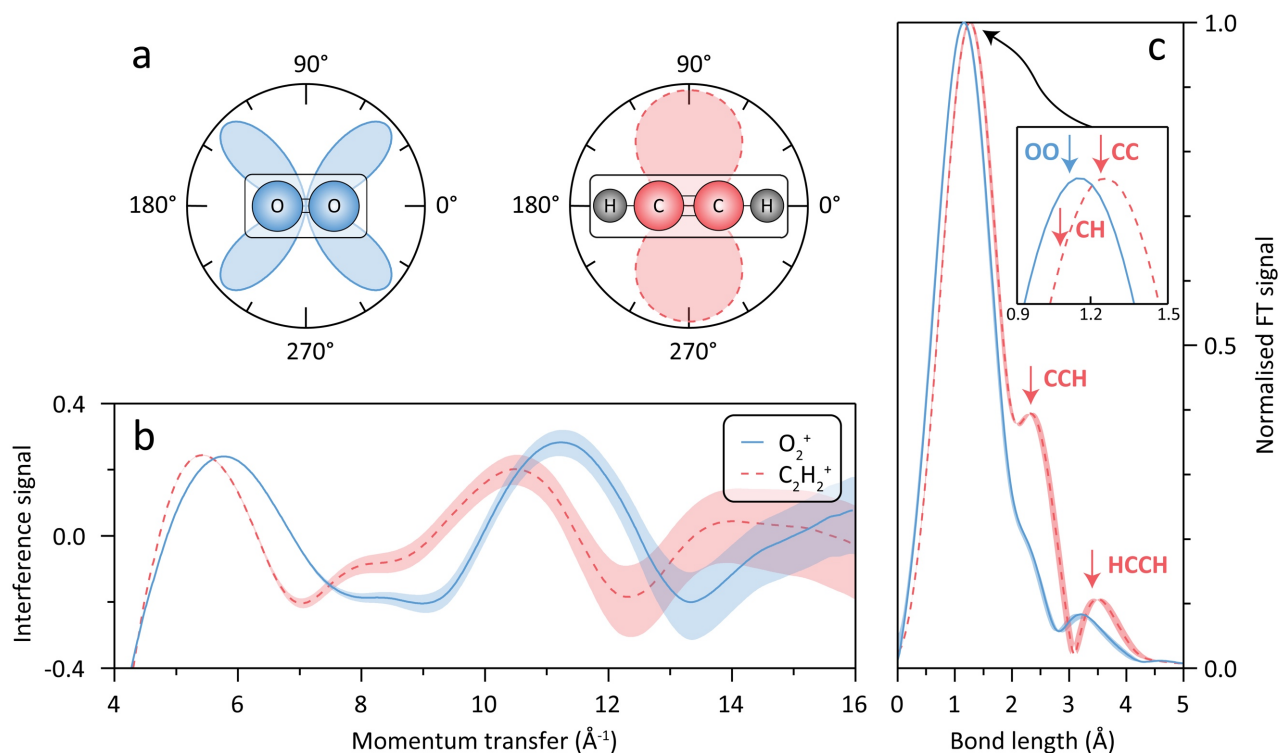 a
90°
180°
O O
0°
270°
90°
180°
H C C H
0°
270°
b
0.4
0.0
-0.4
Interference signal
O₂⁺
C₂H₂⁺
4 6 8 10 12 14 16
Momentum transfer (Å⁻¹)
c
1.0
0.5
0.0
Normalised FT signal
OO CC
CH
0.9 1.2 1.5
CCH
HCCH
0 1 2 3 4 5
Bond length (Å)